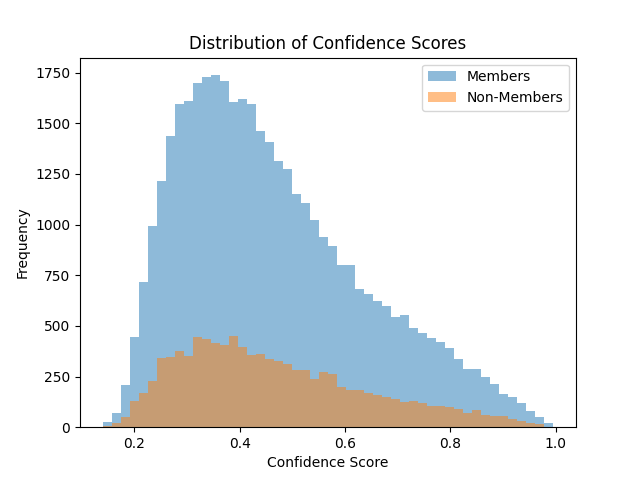 Distribution of Confidence Scores
Members
Non-Members
Frequency
1750
1500
1250
1000
750
500
250
0
0.2 0.4 0.6 0.8 1.0
Confidence Score